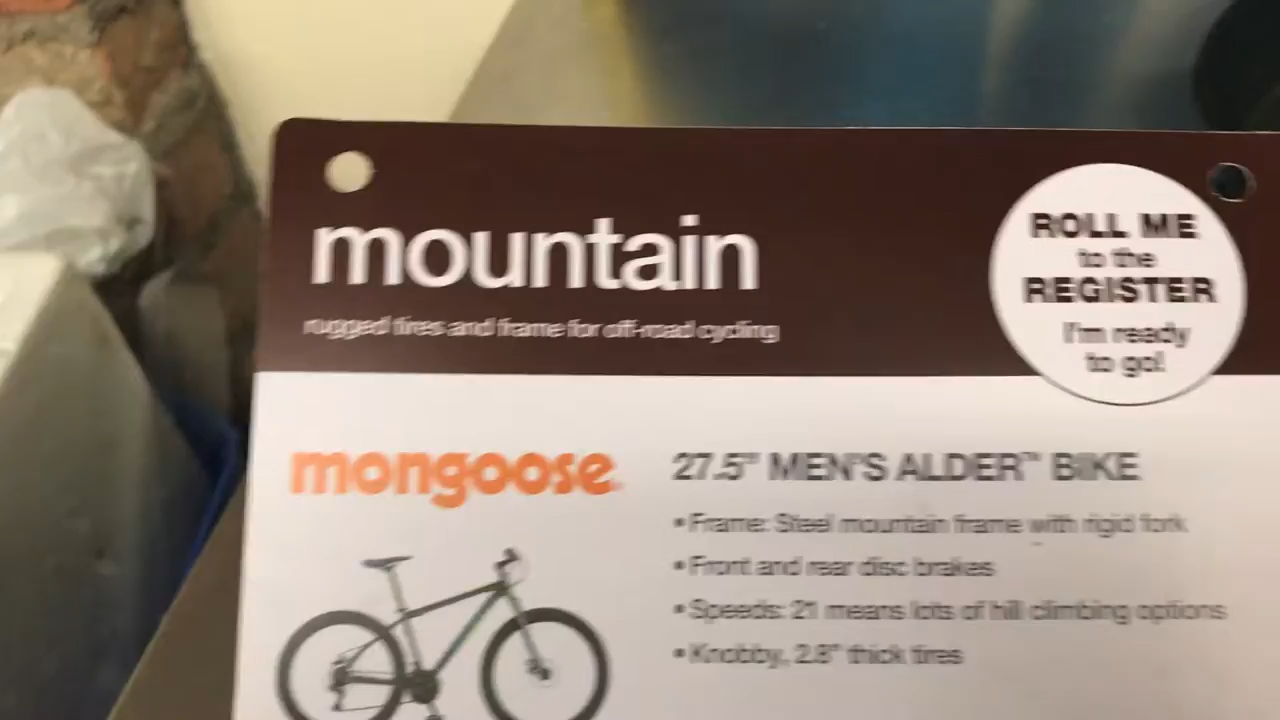 mountain
rugged tires and frame for off-road cycling
ROLL ME
to the
REGISTER
I'm ready
to go!
mongoose
27.5" MEN'S ALDER™ BIKE
•Frame: Steel mountain frame with rigid fork
•Front and rear disc brakes
•Speeds: 21 means lots of hill climbing options
•Knobby, 2.8" thick tires